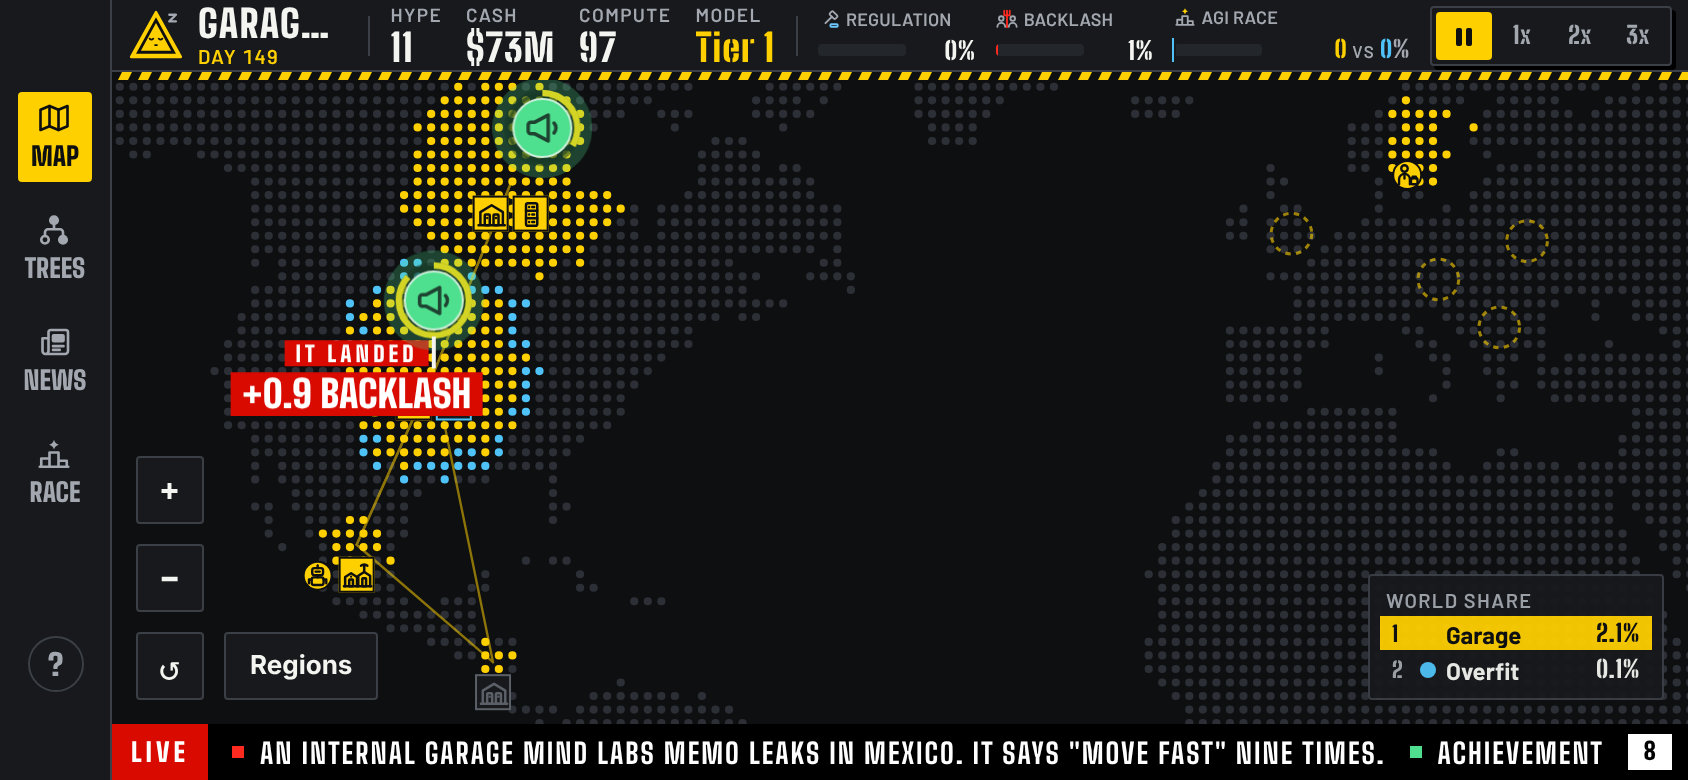 GARAG...
DAY 149
HYPE
11
CASH
$73M
COMPUTE
97
MODEL
Tier 1
REGULATION
0%
BACKLASH
1%
AGI RACE
0 VS 0%
1x
2x
3x
MAP
TREES
NEWS
RACE
?
IT LANDED
+0.9 BACKLASH
+
−
↺
Regions
WORLD SHARE
1 Garage 2.1%
2 Overfit 0.1%
LIVE
AN INTERNAL GARAGE MIND LABS MEMO LEAKS IN MEXICO. IT SAYS "MOVE FAST" NINE TIMES.
ACHIEVEMENT
8